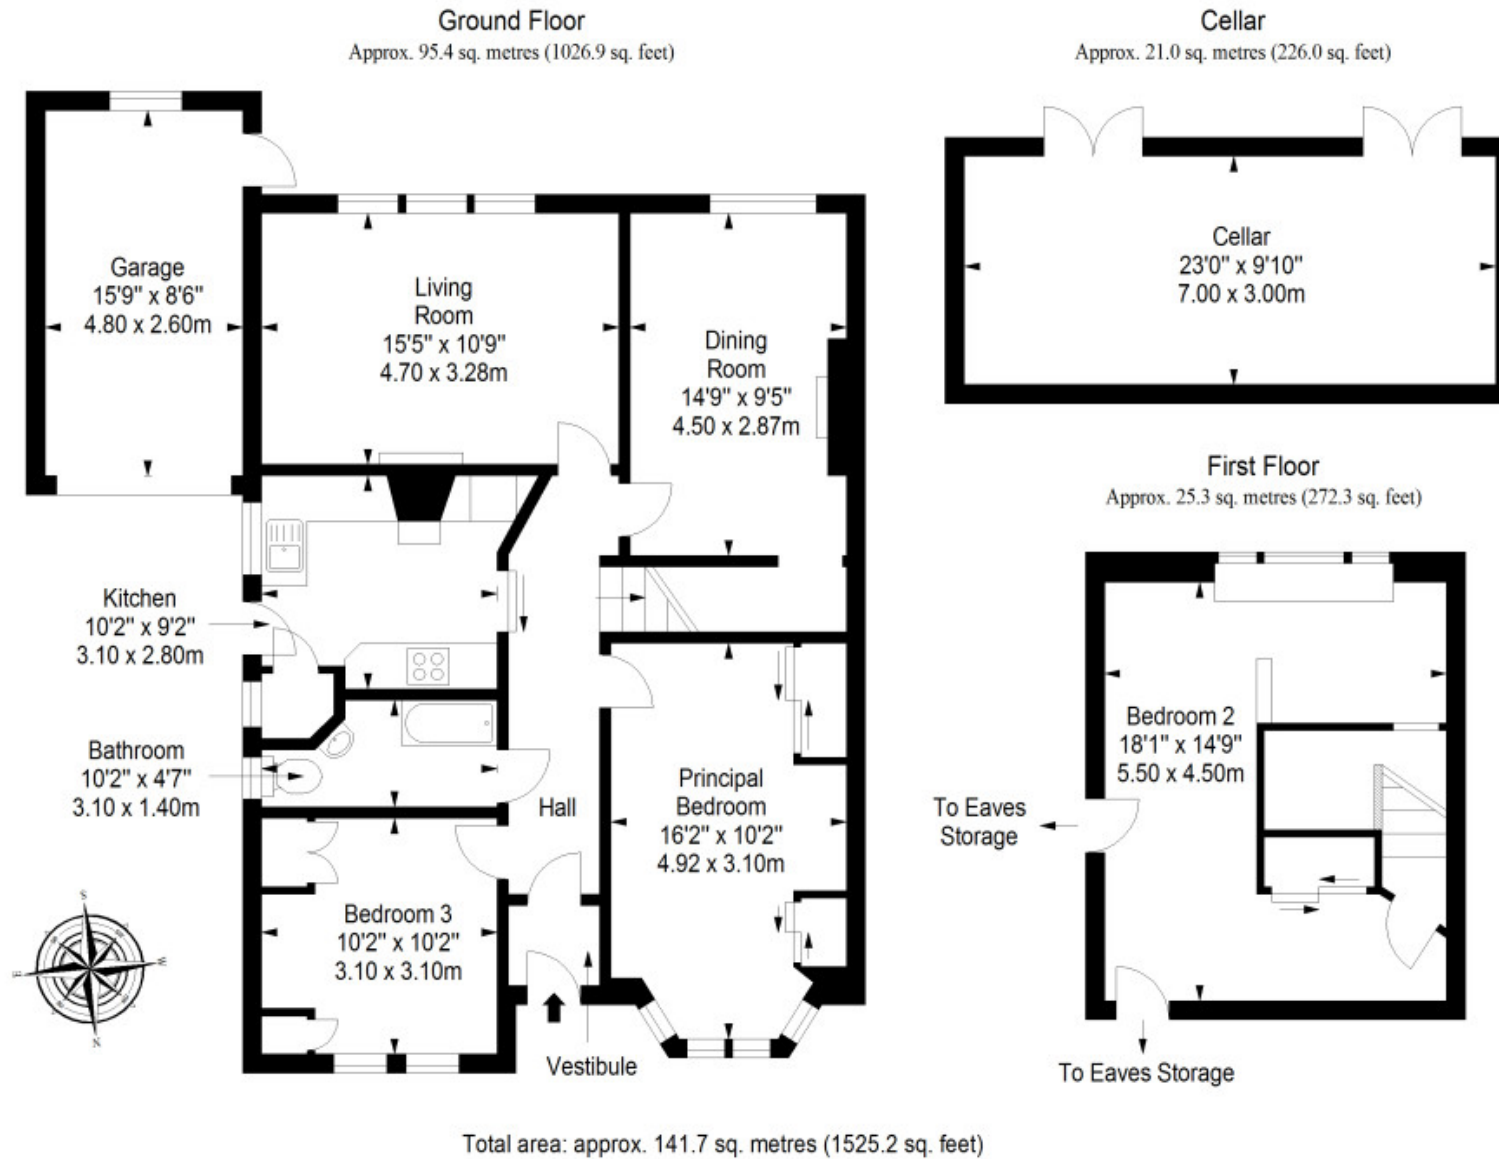 Ground Floor
Approx. 95.4 sq. metres (1026.9 sq. feet)
Garage
15'9" x 8'6"
4.80 x 2.60m
Living
Room
15'5" x 10'9"
4.70 x 3.28m
Dining
Room
14'9" x 9'5"
4.50 x 2.87m
Kitchen
10'2" x 9'2"
3.10 x 2.80m
Bathroom
10'2" x 4'7"
3.10 x 1.40m
Hall
Principal
Bedroom
16'2" x 10'2"
4.92 x 3.10m
Bedroom 3
10'2" x 10'2"
3.10 x 3.10m
Vestibule
S
E
W
N
Cellar
Approx. 21.0 sq. metres (226.0 sq. feet)
Cellar
23'0" x 9'10"
7.00 x 3.00m
First Floor
Approx. 25.3 sq. metres (272.3 sq. feet)
Bedroom 2
18'1" x 14'9"
5.50 x 4.50m
To Eaves
Storage
To Eaves Storage
Total area: approx. 141.7 sq. metres (1525.2 sq. feet)